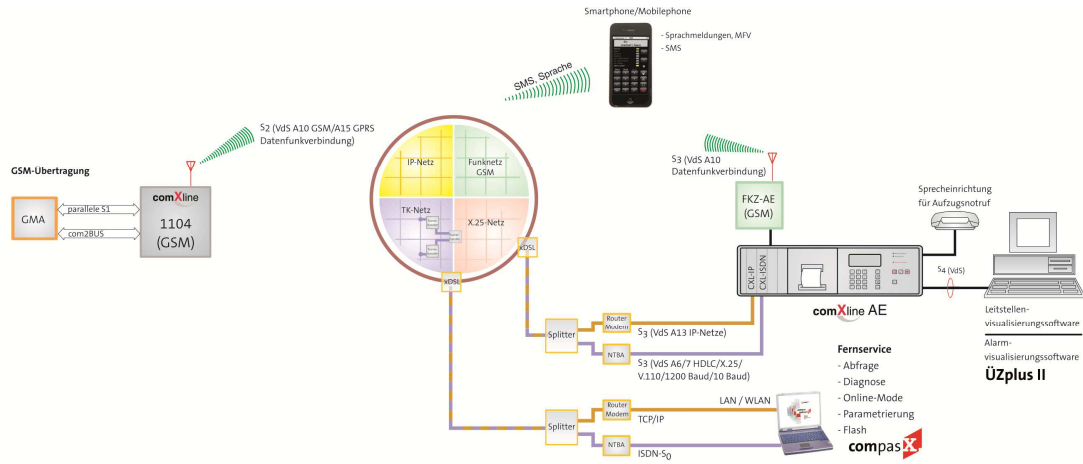 Smartphone/Mobilephone
- Sprachmeldungen, MFV
- SMS
SMS, Sprache
S2 (VdS A10 GSM/A15 GPRS
Datenfunkverbindung)
GSM-Übertragung
GMA
parallele S1
com2BUS
comXline
1104
(GSM)
IP-Netz
Funknetz
GSM
TK-Netz
X.25-Netz
xDSL
xDSL
S3 (VdS A10
Datenfunkverbindung)
FKZ-AE
(GSM)
Sprecheinrichtung
für Aufzugsnotruf
CXL-IP
CXL-ISDN
comXline AE
S4 (VdS)
Leitstellen-
visualisierungssoftware
Alarm-
visualisierungssoftware
ÜZplus II
Splitter
Router
Modem
S3 (VdS A13 IP-Netze)
NTBA
S3 (VdS A6/7 HDLC/X.25/
V.110/1200 Baud/10 Baud)
Fernservice
- Abfrage
- Diagnose
- Online-Mode
- Parametrierung
- Flash
compasX
Splitter
Router
Modem
LAN / WLAN
TCP/IP
NTBA
ISDN-S0